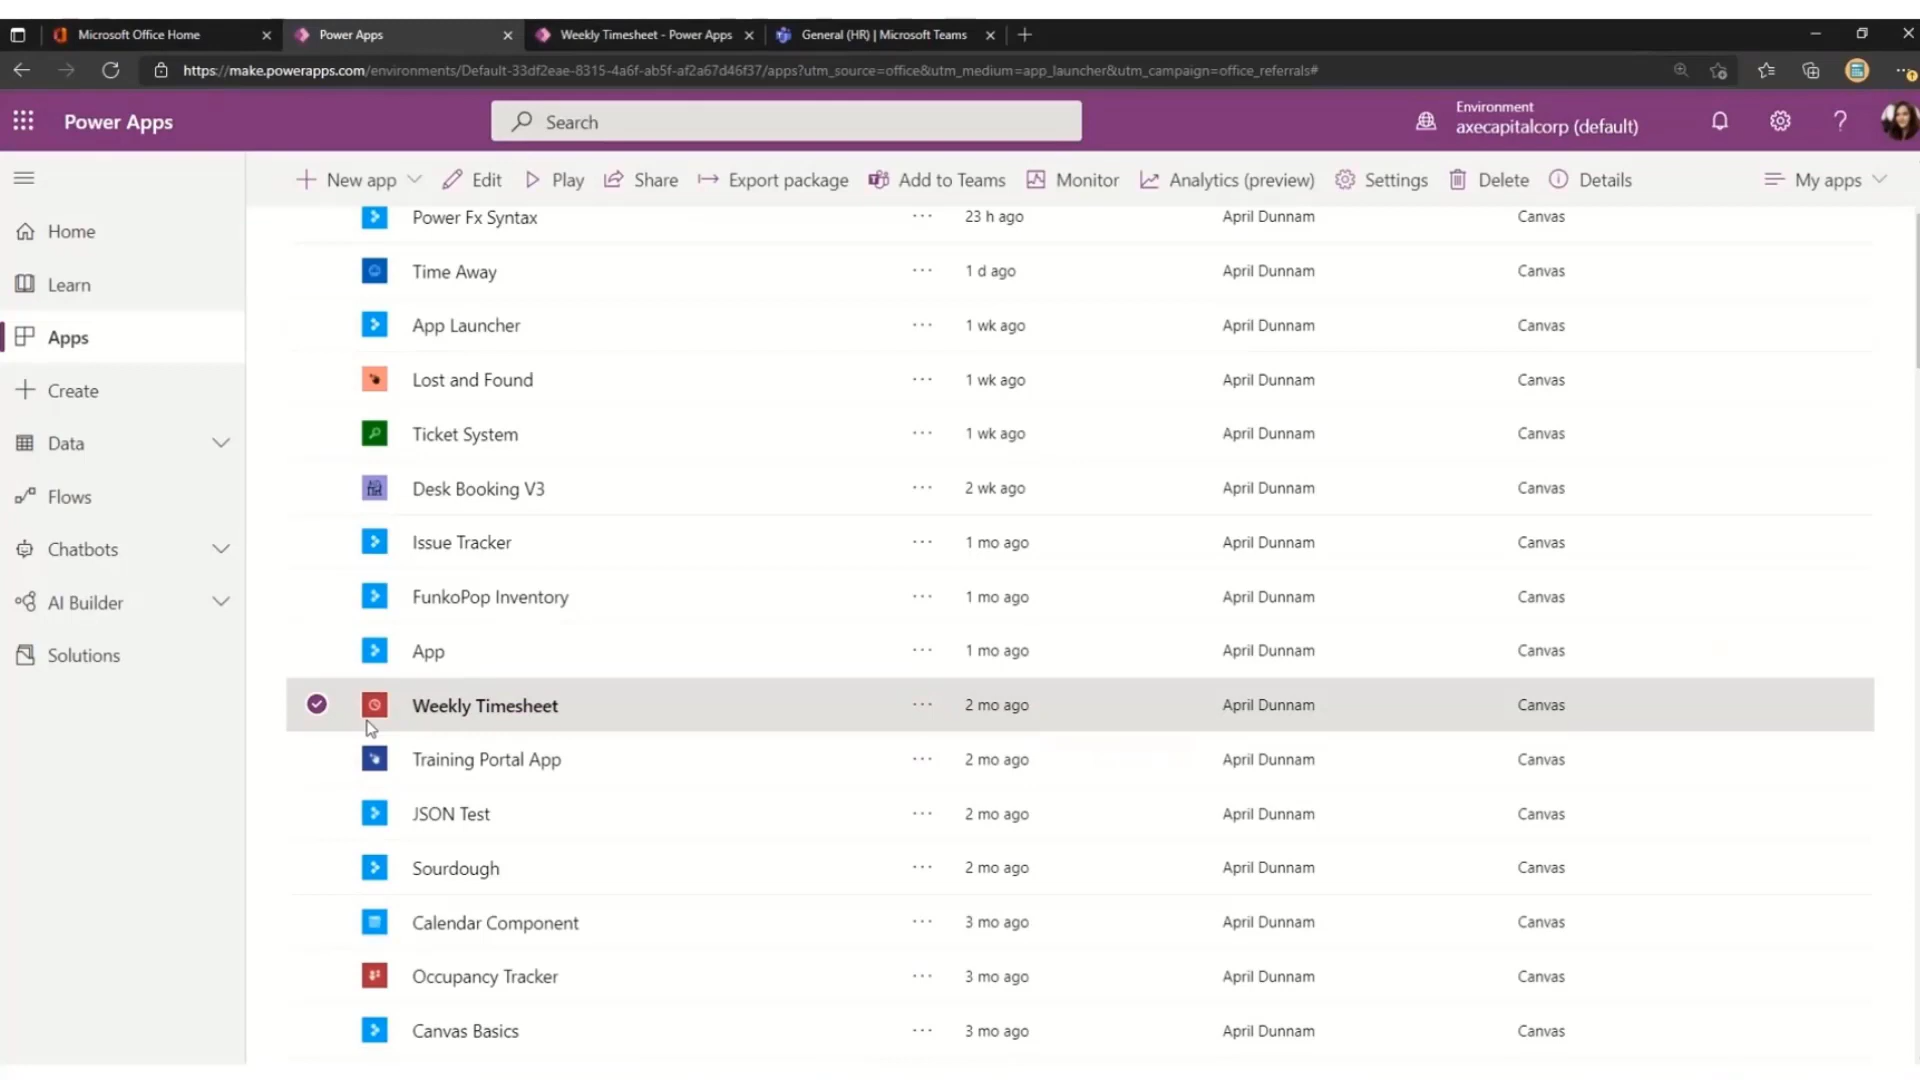 Microsoft Office Home
Power Apps
Weekly Timesheet - Power Apps
General (HR) | Microsoft Teams
https://make.powerapps.com/environments/Default-33df2eae-8315-4a6f-ab5f-af2a67d46f37/apps?utm_source=office&utm_medium=app_launcher&utm_campaign=office_referrals#
Power Apps
Search
Environment
axecapitalcorp (default)
New app
Edit
Play
Share
Export package
Add to Teams
Monitor
Analytics (preview)
Settings
Delete
Details
My apps
Home
Learn
Apps
Create
Data
Flows
Chatbots
AI Builder
Solutions
Power Fx Syntax ... 23 h ago April Dunnam Canvas
Time Away ... 1 d ago April Dunnam Canvas
App Launcher ... 1 wk ago April Dunnam Canvas
Lost and Found ... 1 wk ago April Dunnam Canvas
Ticket System ... 1 wk ago April Dunnam Canvas
Desk Booking V3 ... 2 wk ago April Dunnam Canvas
Issue Tracker ... 1 mo ago April Dunnam Canvas
FunkoPop Inventory ... 1 mo ago April Dunnam Canvas
App ... 1 mo ago April Dunnam Canvas
Weekly Timesheet ... 2 mo ago April Dunnam Canvas
Training Portal App ... 2 mo ago April Dunnam Canvas
JSON Test ... 2 mo ago April Dunnam Canvas
Sourdough ... 2 mo ago April Dunnam Canvas
Calendar Component ... 3 mo ago April Dunnam Canvas
Occupancy Tracker ... 3 mo ago April Dunnam Canvas
Canvas Basics ... 3 mo ago April Dunnam Canvas